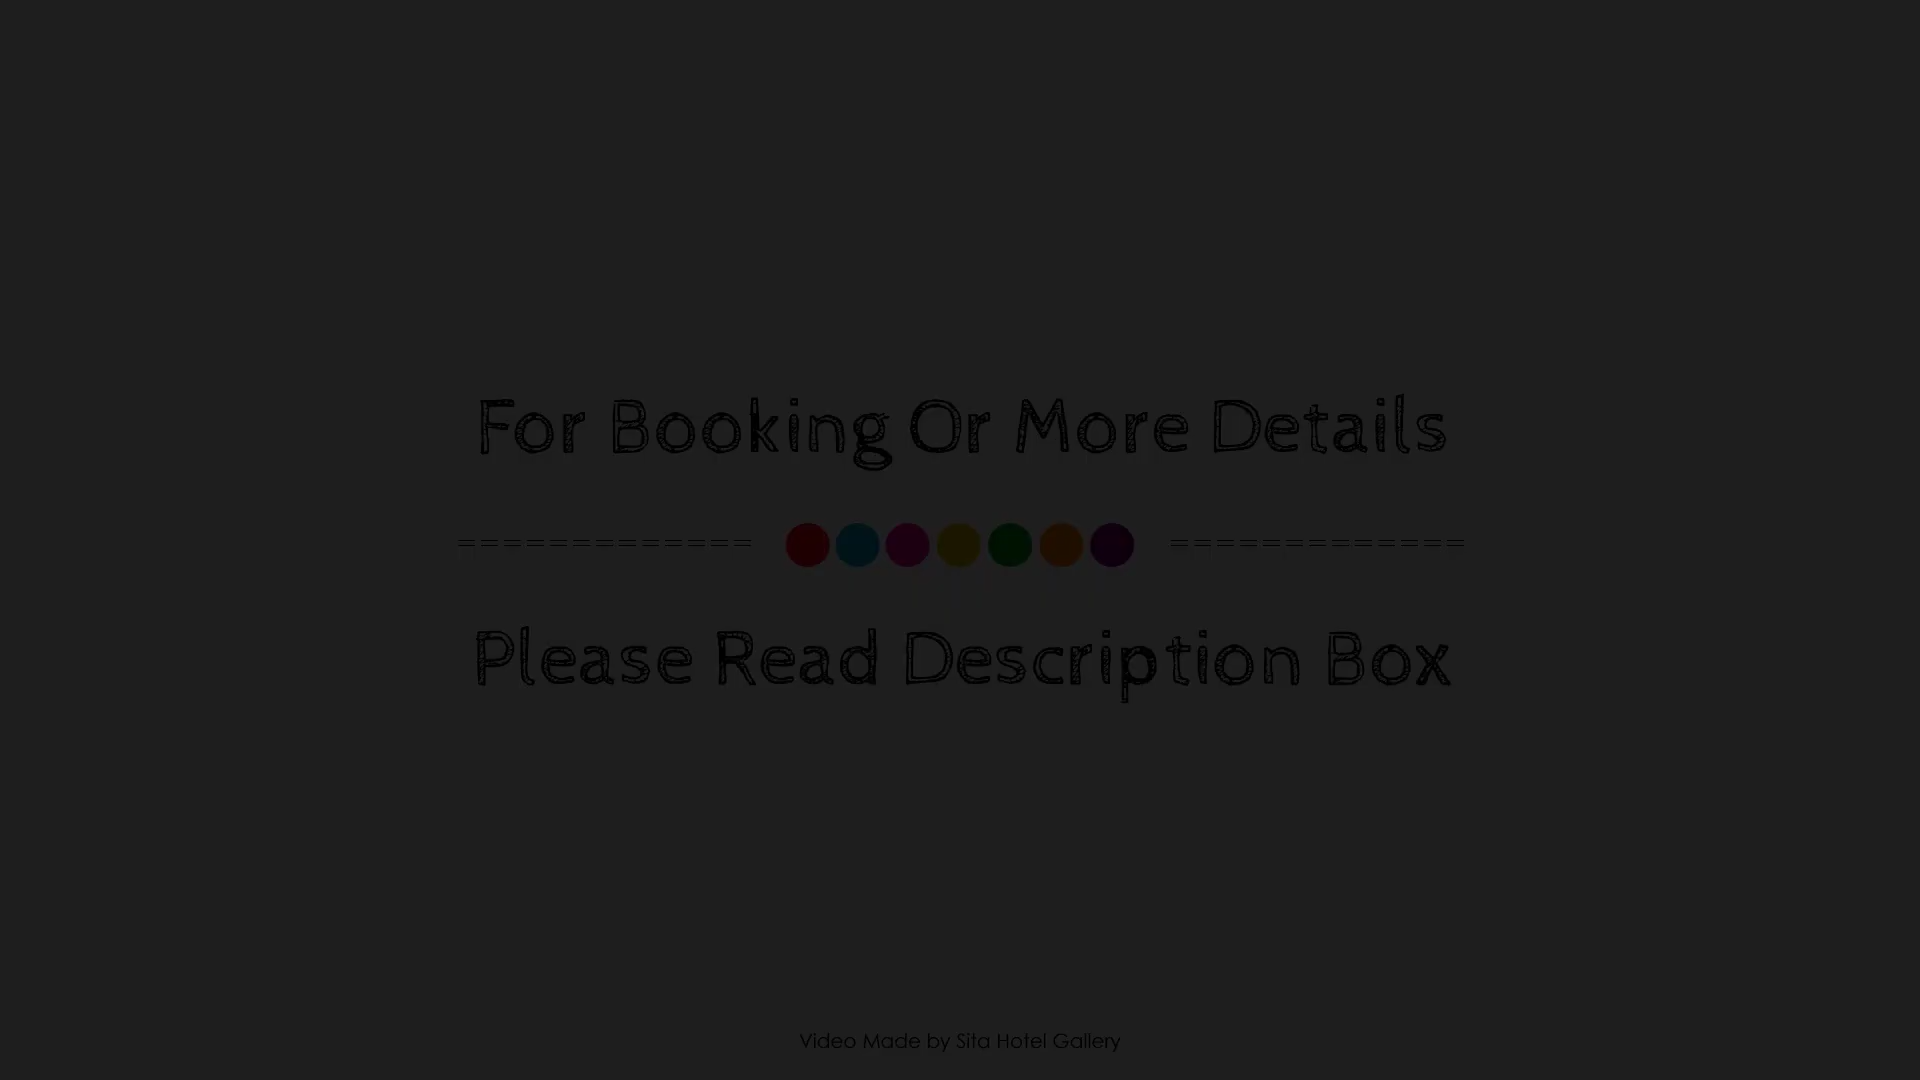 For Booking Or More Details
============= =============
Please Read Description Box
Video Made by Sita Hotel Gallery